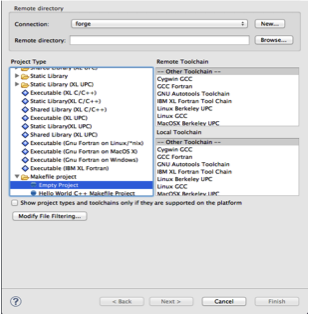 Remote directory
Connection: forge New...
Remote directory: Browse...
Project Type
Shared Library (XL UPC)
Static Library
Static Library (XL UPC)
Executable (XL C/C++)
Static Library(XL C/C++)
Shared Library (XL C/C++)
Executable (XL UPC)
Static Library(XL UPC)
Shared Library (XL UPC)
Executable (Gnu Fortran on Linux/*nix)
Executable (Gnu Fortran on MacOS X)
Executable (Gnu Fortran on Windows)
Executable (IBM XL Fortran)
Makefile project
Empty Project
Hello World C++ Makefile Project
Remote Toolchain
--- Other Toolchain ---
Cygwin GCC
GCC Fortran
GNU Autotools Toolchain
IBM XL Fortran Tool Chain
Linux Berkeley UPC
Linux GCC
MacOSX Berkeley UPC
Local Toolchain
--- Other Toolchain ---
Cygwin GCC
GCC Fortran
GNU Autotools Toolchain
IBM XL Fortran Tool Chain
Linux Berkeley UPC
Linux GCC
MacOSX Berkeley UPC
Show project types and toolchains only if they are supported on the platform
Modify File Filtering...
? < Back Next > Cancel Finish